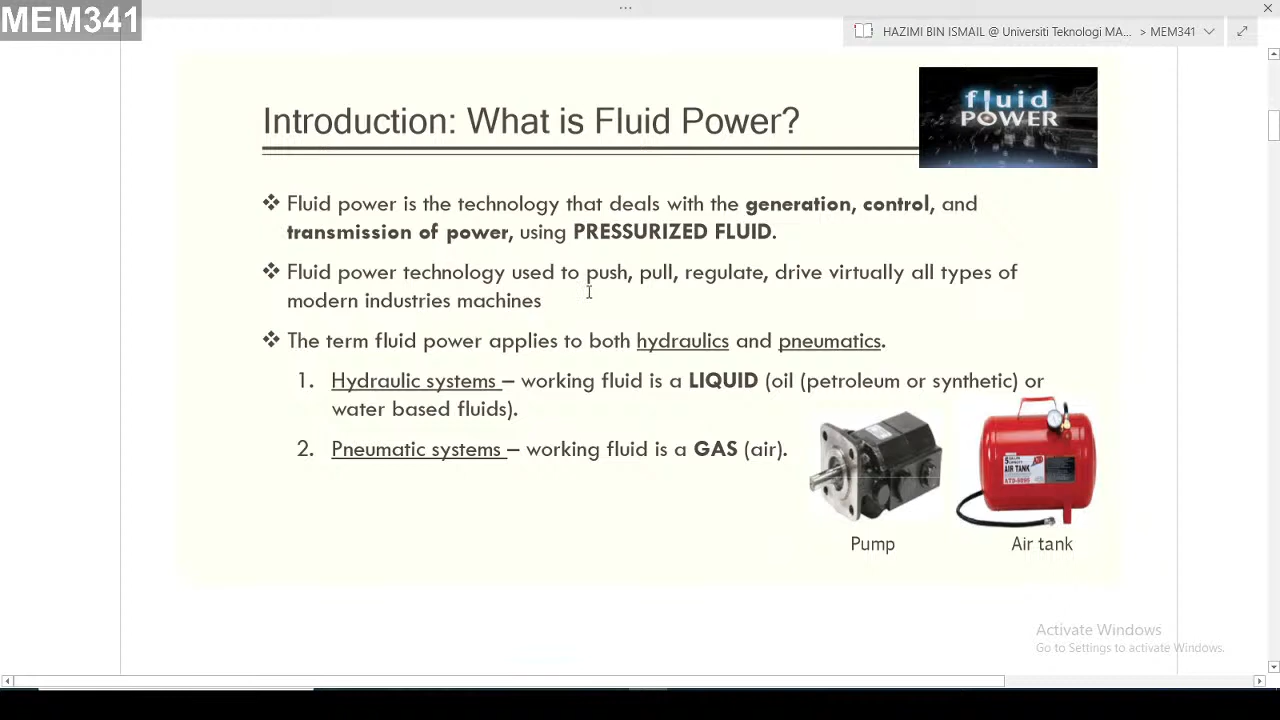 MEM341
HAZIMI BIN ISMAIL @ Universiti Teknologi MA... > MEM341
Introduction: What is Fluid Power?
fluid
POWER
❖ Fluid power is the technology that deals with the generation, control, and
transmission of power, using PRESSURIZED FLUID.
❖ Fluid power technology used to push, pull, regulate, drive virtually all types of
modern industries machines
❖ The term fluid power applies to both hydraulics and pneumatics.
1. Hydraulic systems – working fluid is a LIQUID (oil (petroleum or synthetic) or
water based fluids).
2. Pneumatic systems – working fluid is a GAS (air).
AIR TANK
Pump
Air tank
Activate Windows
Go to Settings to activate Windows.